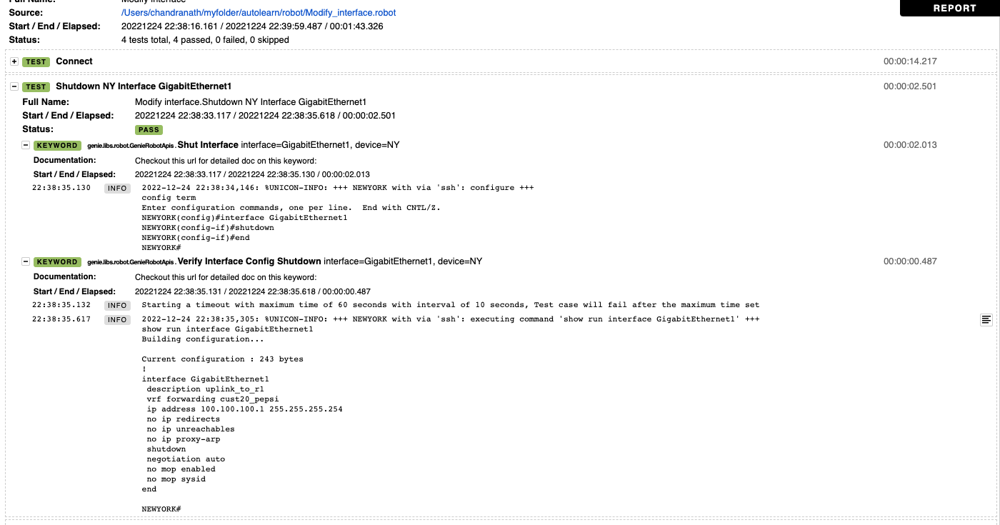 Full Name: Modify interface
REPORT
Source: /Users/chandranath/myfolder/autolearn/robot/Modify_interface.robot
Start / End / Elapsed: 20221224 22:38:16.161 / 20221224 22:39:59.487 / 00:01:43.326
Status: 4 tests total, 4 passed, 0 failed, 0 skipped
+ TEST Connect 00:00:14.217
− TEST Shutdown NY Interface GigabitEthernet1 00:00:02.501
Full Name: Modify interface.Shutdown NY Interface GigabitEthernet1
Start / End / Elapsed: 20221224 22:38:33.117 / 20221224 22:38:35.618 / 00:00:02.501
Status: PASS
− KEYWORD genie.libs.robot.GenieRobotApis.Shut Interface interface=GigabitEthernet1, device=NY 00:00:02.013
Documentation: Checkout this url for detailed doc on this keyword:
Start / End / Elapsed: 20221224 22:38:33.117 / 20221224 22:38:35.130 / 00:00:02.013
22:38:35.130 INFO 2022-12-24 22:38:34,146: %UNICON-INFO: +++ NEWYORK with via 'ssh': configure +++
config term
Enter configuration commands, one per line.  End with CNTL/Z.
NEWYORK(config)#interface GigabitEthernet1
NEWYORK(config-if)#shutdown
NEWYORK(config-if)#end
NEWYORK#
− KEYWORD genie.libs.robot.GenieRobotApis.Verify Interface Config Shutdown interface=GigabitEthernet1, device=NY 00:00:00.487
Documentation: Checkout this url for detailed doc on this keyword:
Start / End / Elapsed: 20221224 22:38:35.131 / 20221224 22:38:35.618 / 00:00:00.487
22:38:35.132 INFO Starting a timeout with maximum time of 60 seconds with interval of 10 seconds, Test case will fail after the maximum time set
22:38:35.617 INFO 2022-12-24 22:38:35,305: %UNICON-INFO: +++ NEWYORK with via 'ssh': executing command 'show run interface GigabitEthernet1' +++
show run interface GigabitEthernet1
Building configuration...
Current configuration : 243 bytes
!
interface GigabitEthernet1
description uplink_to_r1
vrf forwarding cust20_pepsi
ip address 100.100.100.1 255.255.255.254
no ip redirects
no ip unreachables
no ip proxy-arp
shutdown
negotiation auto
no mop enabled
no mop sysid
end
NEWYORK#